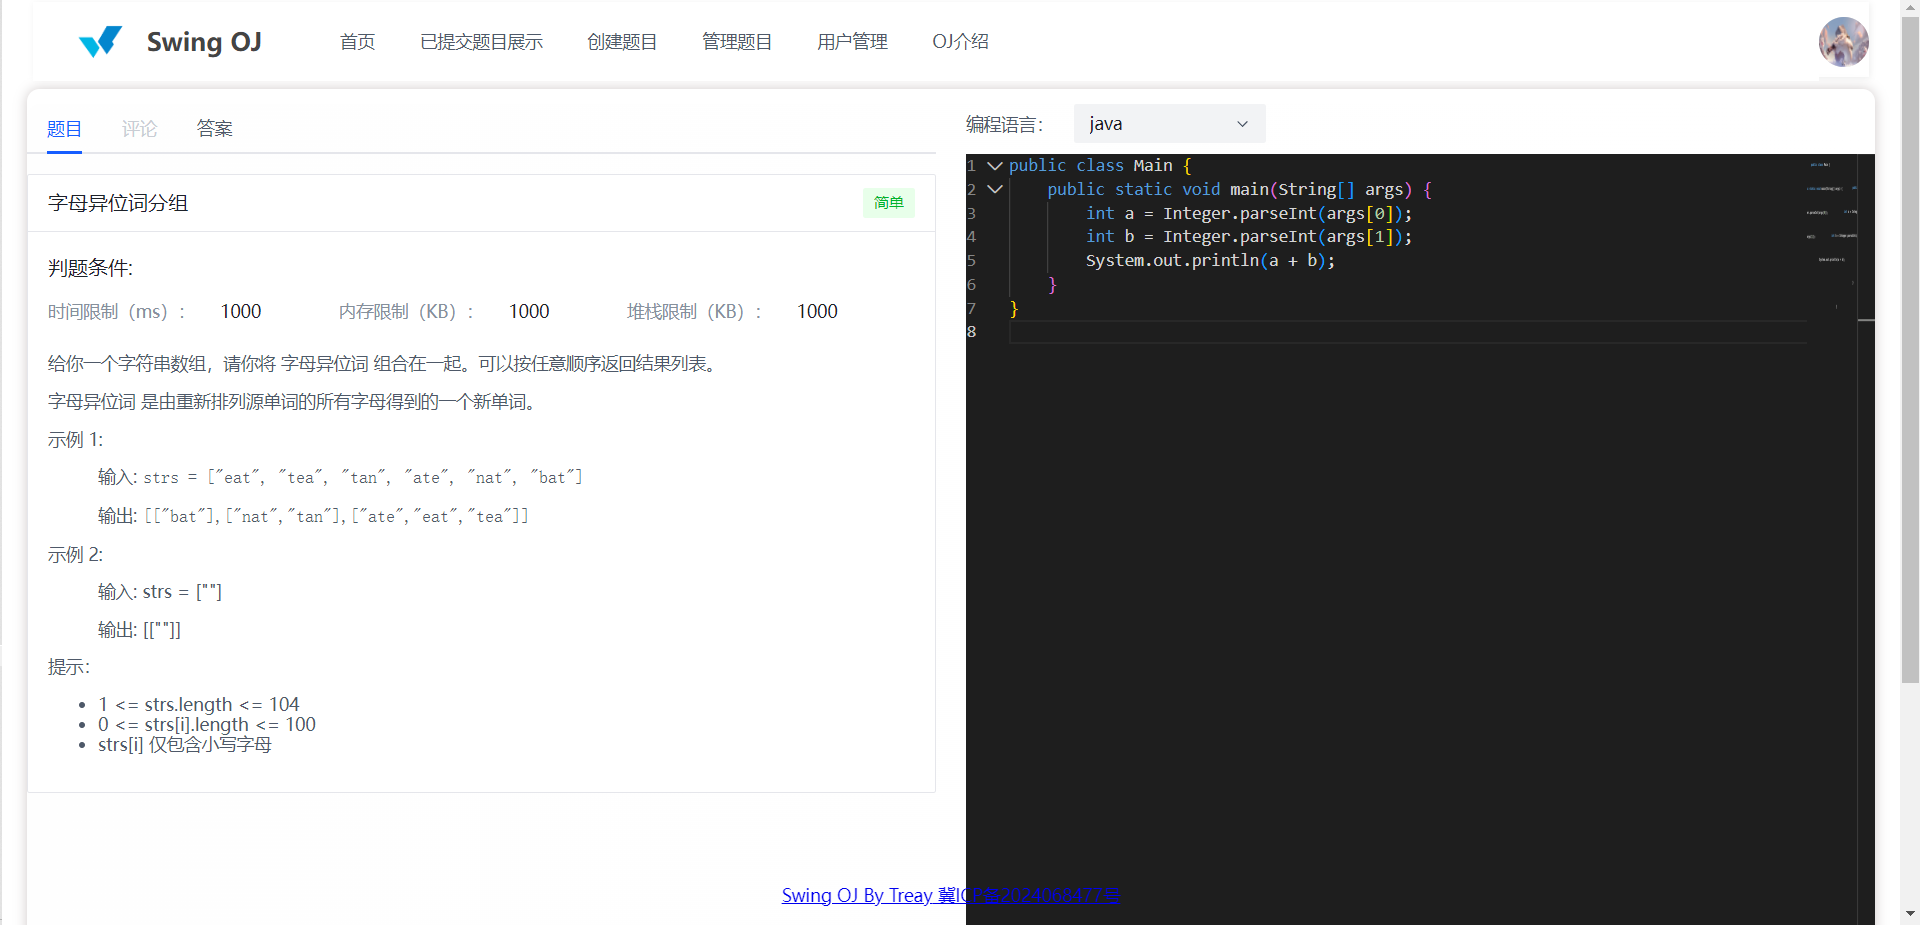 Swing OJ
首页
已提交题目展示
创建题目
管理题目
用户管理
OJ介绍
题目
评论
答案
字母异位词分组
简单
判题条件:
时间限制（ms）: 1000
内存限制（KB）: 1000
堆栈限制（KB）: 1000
给你一个字符串数组，请你将 字母异位词 组合在一起。可以按任意顺序返回结果列表。
字母异位词 是由重新排列源单词的所有字母得到的一个新单词。
示例 1:
输入: strs = ["eat", "tea", "tan", "ate", "nat", "bat"]
输出: [["bat"],["nat","tan"],["ate","eat","tea"]]
示例 2:
输入: strs = [""]
输出: [[""]]
提示：
• 1 <= strs.length <= 104
• 0 <= strs[i].length <= 100
• strs[i] 仅包含小写字母
编程语言：
java
1 public class Main {
2 public static void main(String[] args) {
3 int a = Integer.parseInt(args[0]);
4 int b = Integer.parseInt(args[1]);
5 System.out.println(a + b);
6 }
7 }
8
Swing OJ By Treay 冀ICP备2024068477号